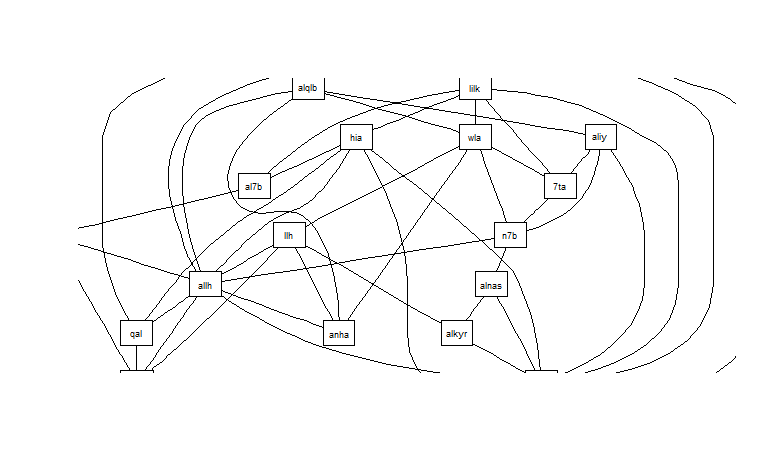 alqlb lilk
hia wla aliy
al7b 7ta
llh n7b
allh alnas
qal anha alkyr